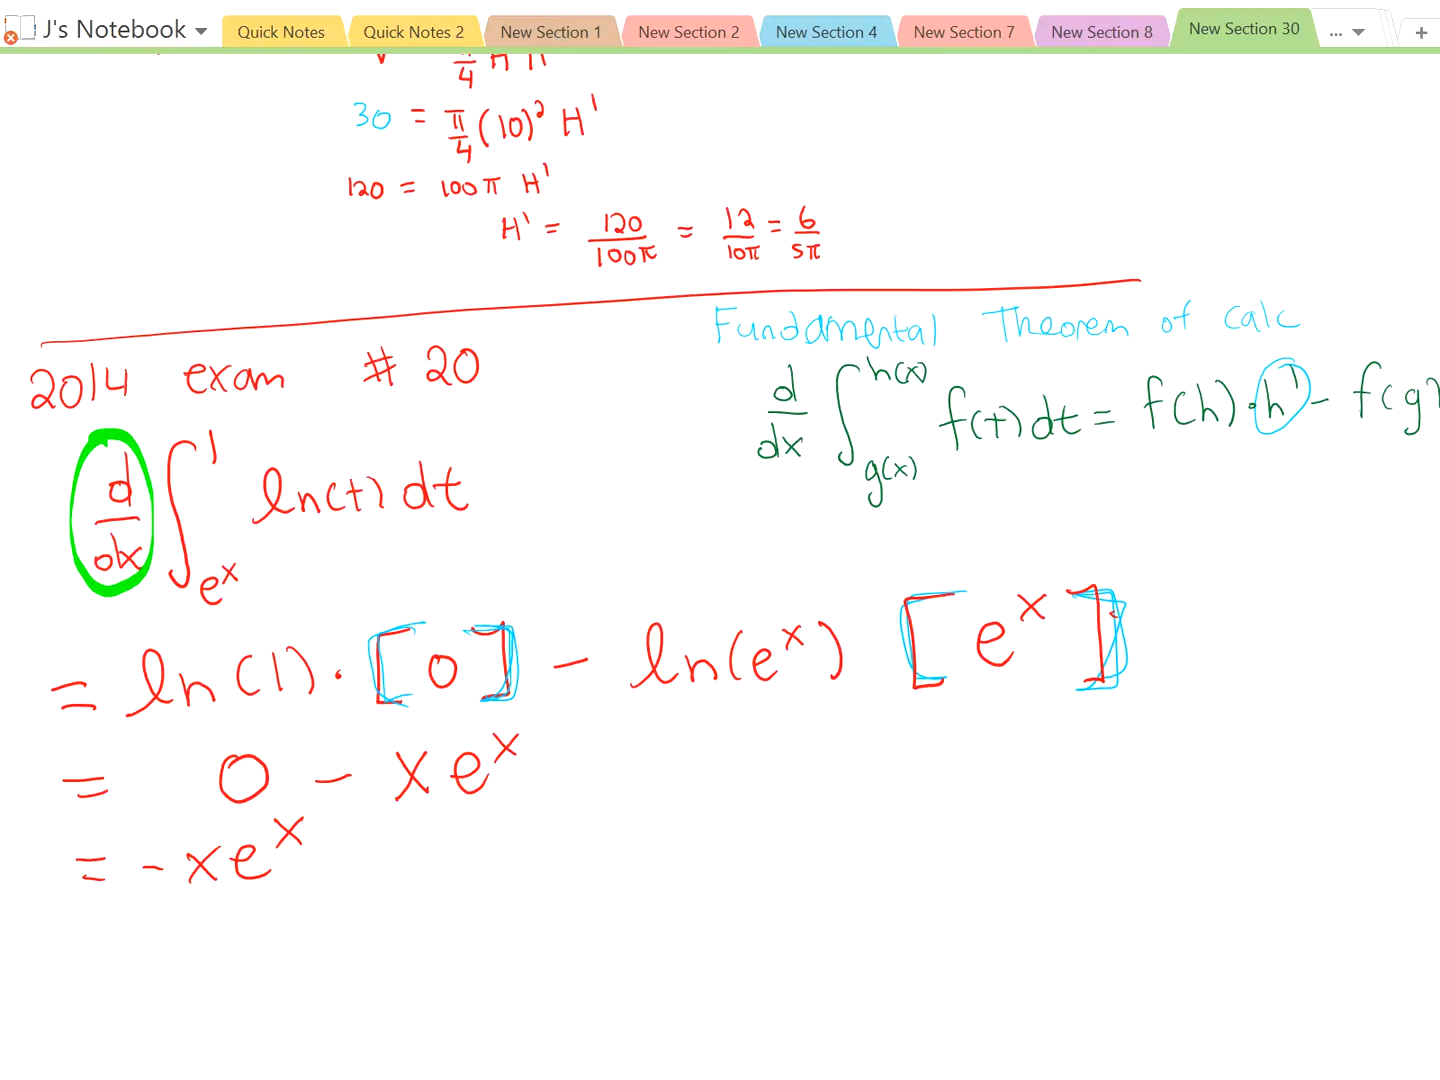 J's Notebook Quick Notes Quick Notes 2 New Section 1 New Section 2 New Section 4 New Section 7 New Section 8 New Section 30 ... +
30 = π/4 (10)² H'
120 = 100π H'
H' = 120/100π = 12/10π = 6/5π
Fundamental Theorem of Calc
2014 exam # 20
d/dx ∫_{g(x)}^{h(x)} f(t) dt = f(h) · h' - f(g)
d/dx ∫_{e^x}^{1} ln(t) dt
= ln(1) · [0] - ln(e^x) [e^x]
= 0 - xe^x
= -xe^x